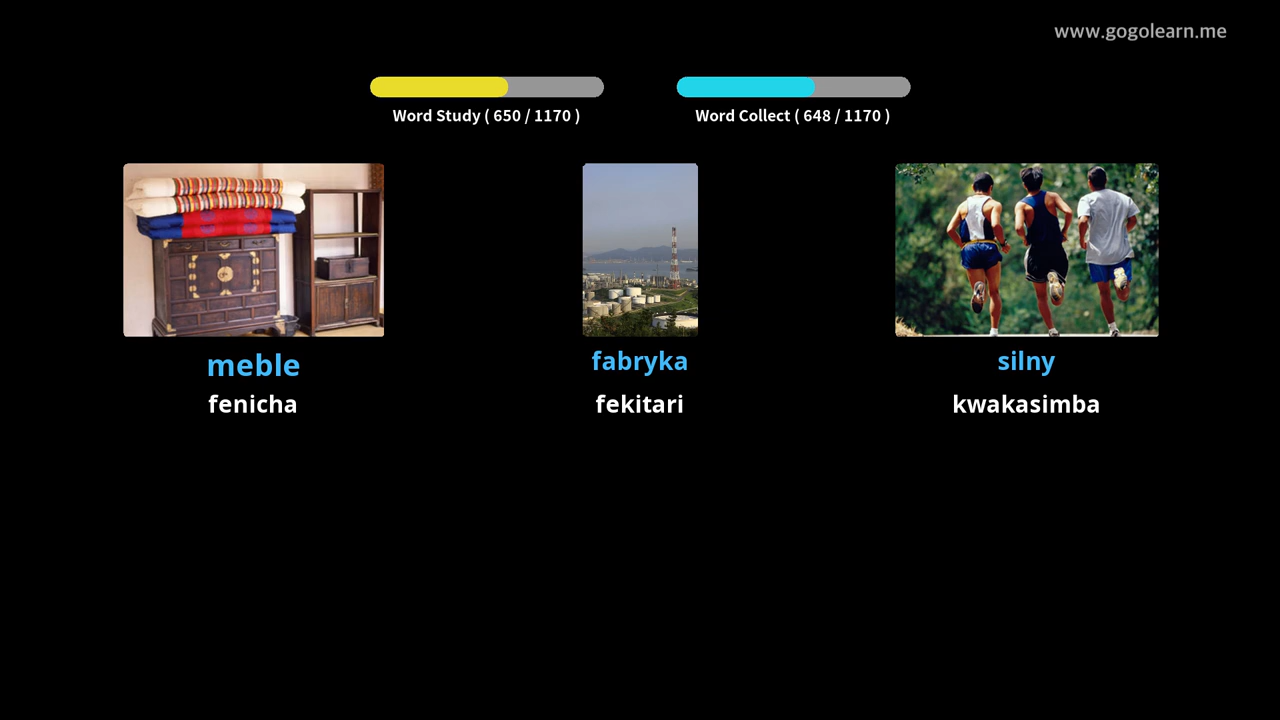 www.gogolearn.me
Word Study ( 650 / 1170 )
Word Collect ( 648 / 1170 )
meble
fabryka
silny
fenicha
fekitari
kwakasimba